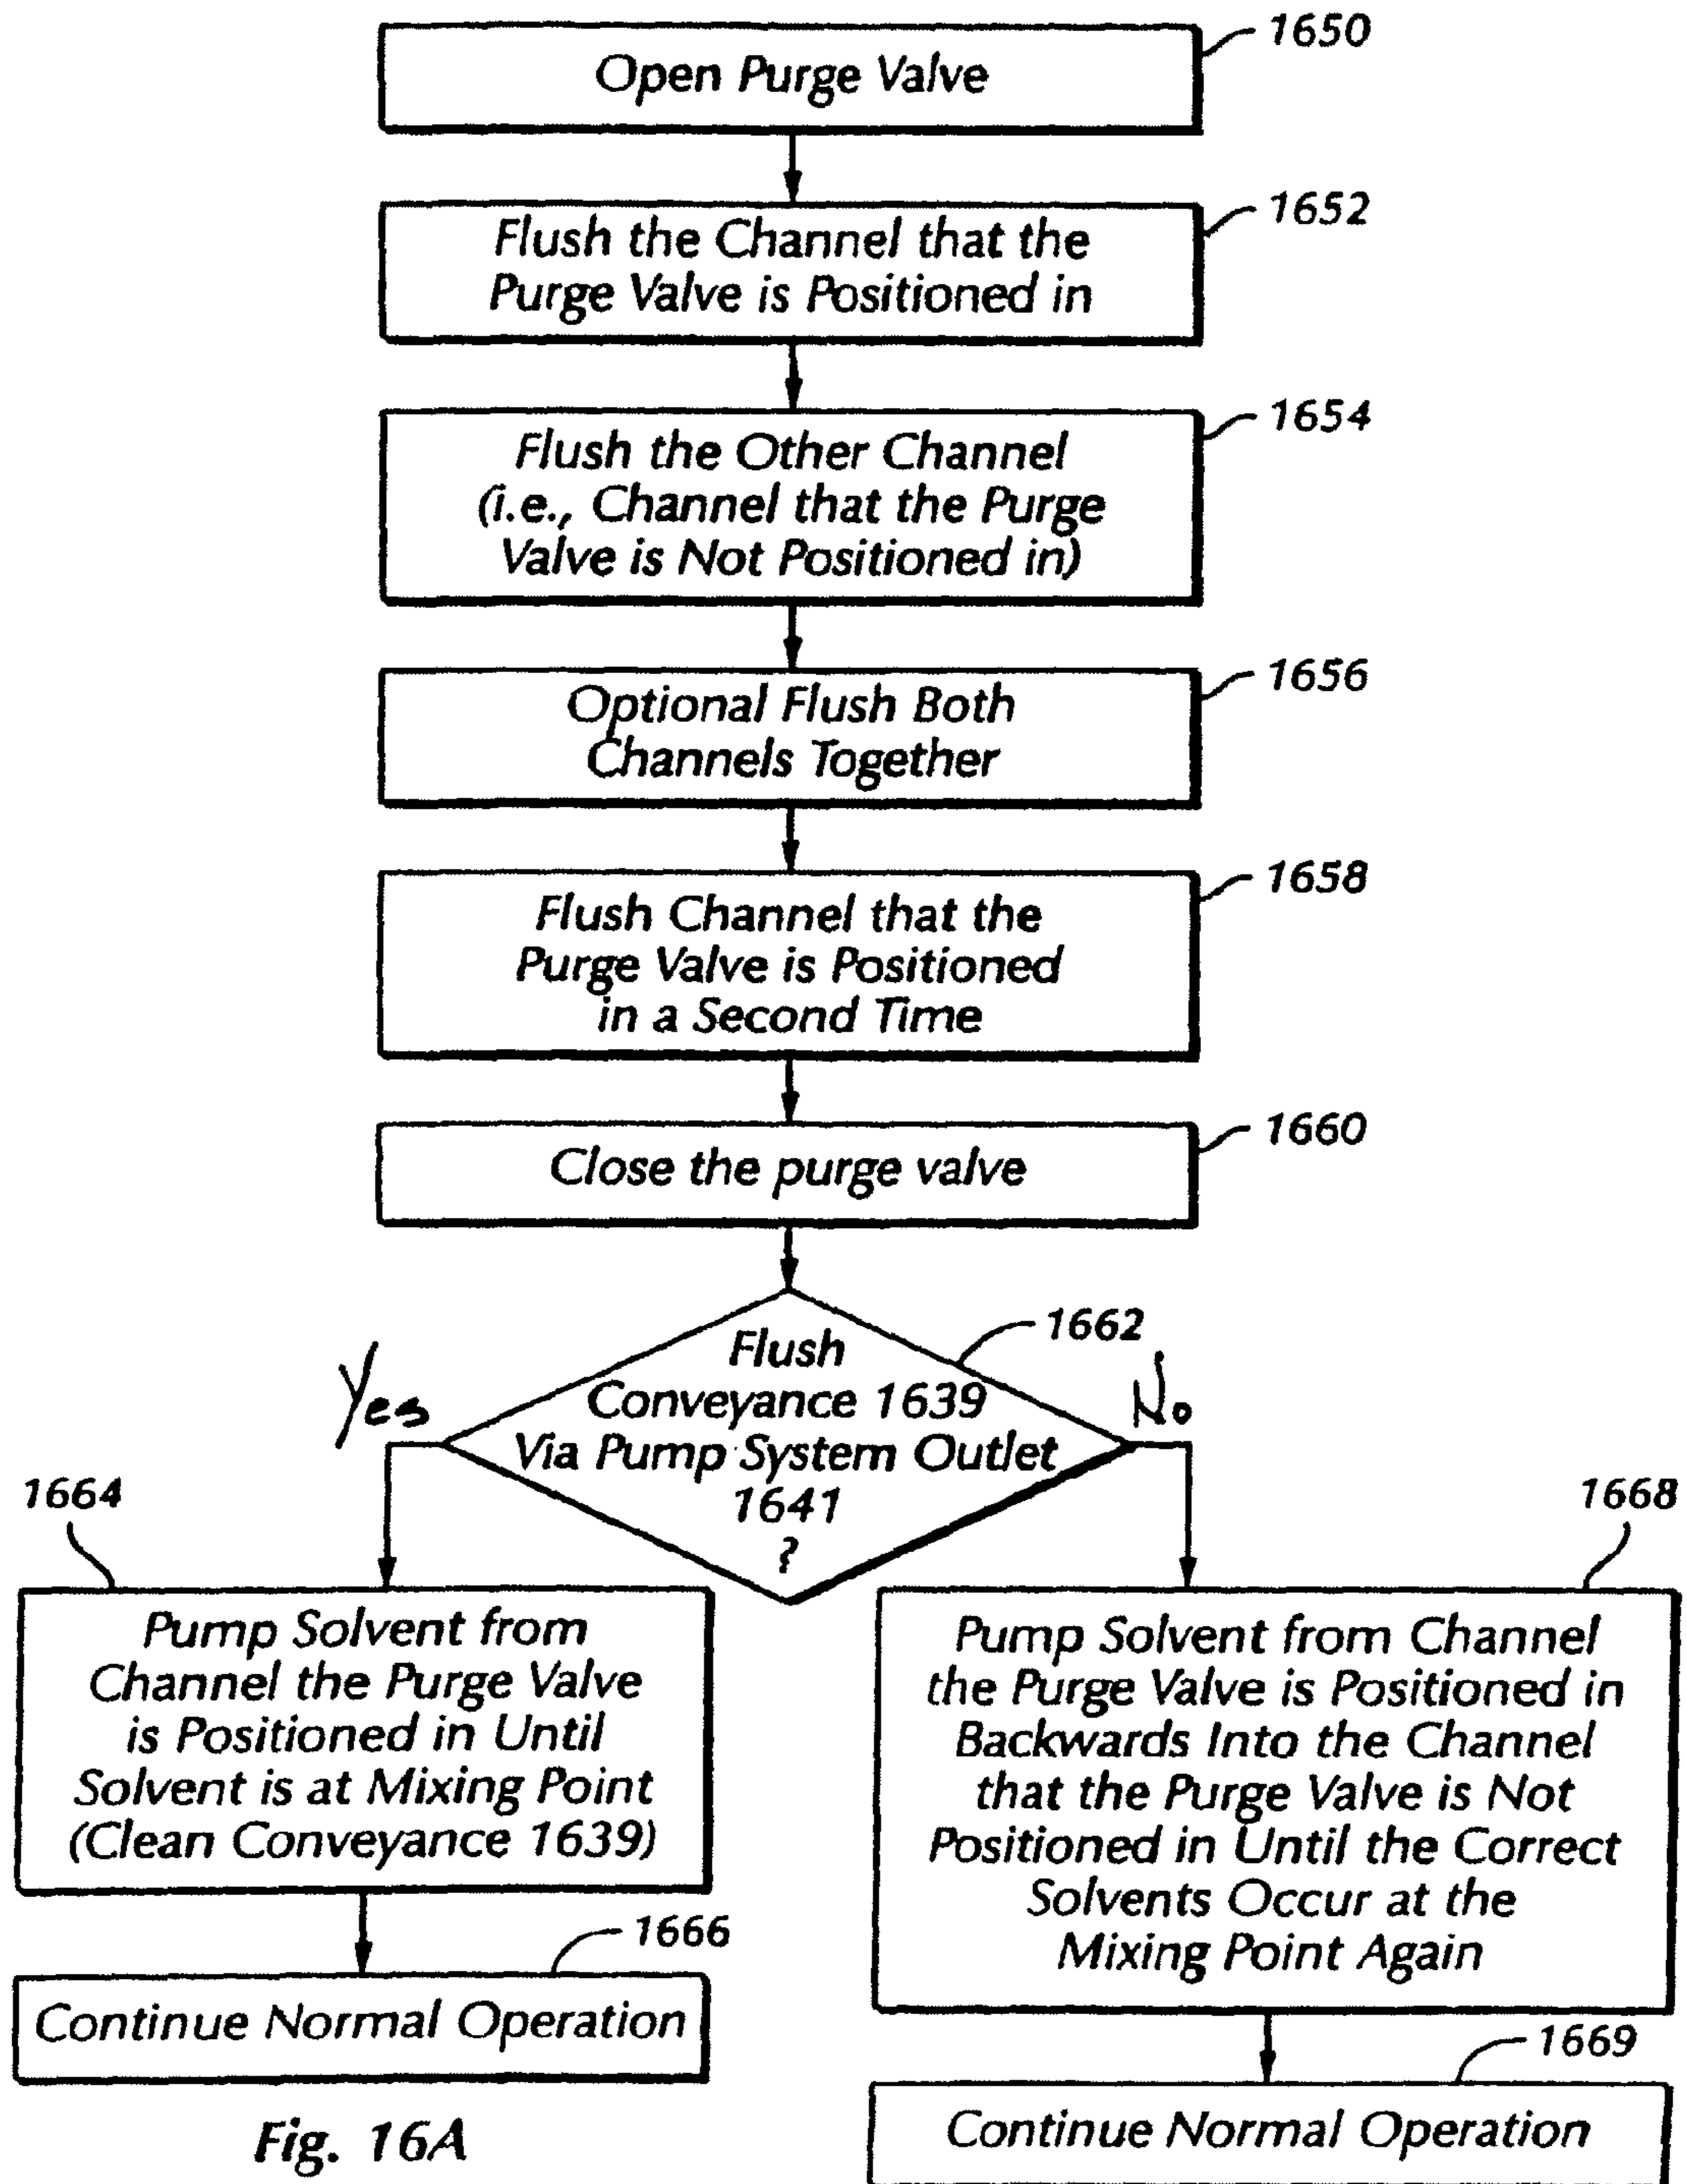 1650
Open Purge Valve
1652
Flush the Channel that the
Purge Valve is Positioned in
1654
Flush the Other Channel
(i.e., Channel that the Purge
Valve is Not Positioned in)
1656
Optional Flush Both
Channels Together
1658
Flush Channel that the
Purge Valve is Positioned
in a Second Time
1660
Close the purge valve
1662
Flush
Conveyance 1639
Via Pump System Outlet
1641
?
Yes
No
1664
Pump Solvent from
Channel the Purge Valve
is Positioned in Until
Solvent is at Mixing Point
(Clean Conveyance 1639)
1666
Continue Normal Operation
1668
Pump Solvent from Channel
the Purge Valve is Positioned in
Backwards Into the Channel
that the Purge Valve is Not
Positioned in Until the Correct
Solvents Occur at the
Mixing Point Again
1669
Continue Normal Operation
Fig. 16A